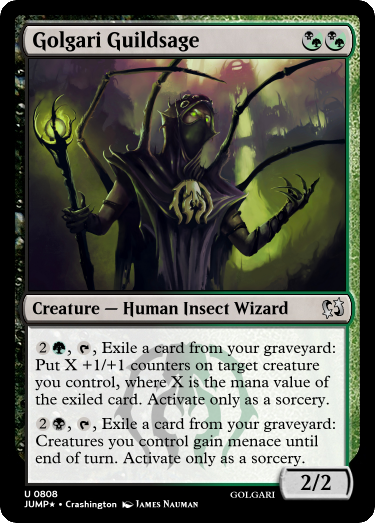 Golgari Guildsage
Creature — Human Insect Wizard
2, Exile a card from your graveyard:
Put X +1/+1 counters on target creature
you control, where X is the mana value of
the exiled card. Activate only as a sorcery.
2, Exile a card from your graveyard:
Creatures you control gain menace until
end of turn. Activate only as a sorcery.
2/2
U 0808
JUMP★ • Crashington James Nauman
GOLGARI